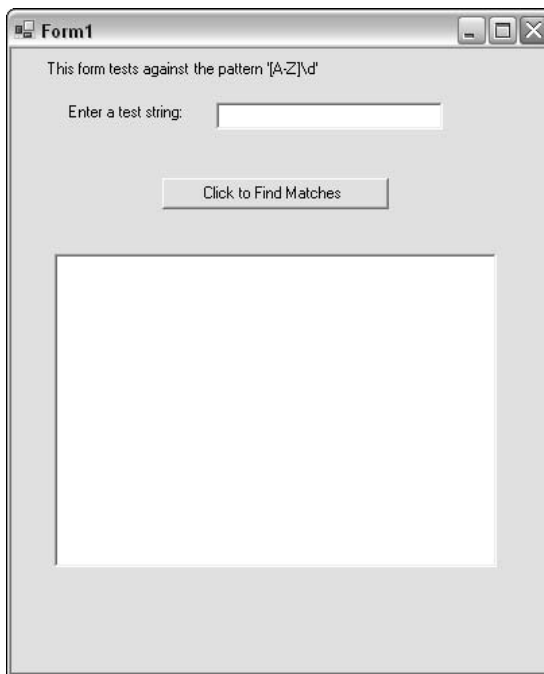 Form1
This form tests against the pattern '[A-Z]\d'
Enter a test string:
Click to Find Matches